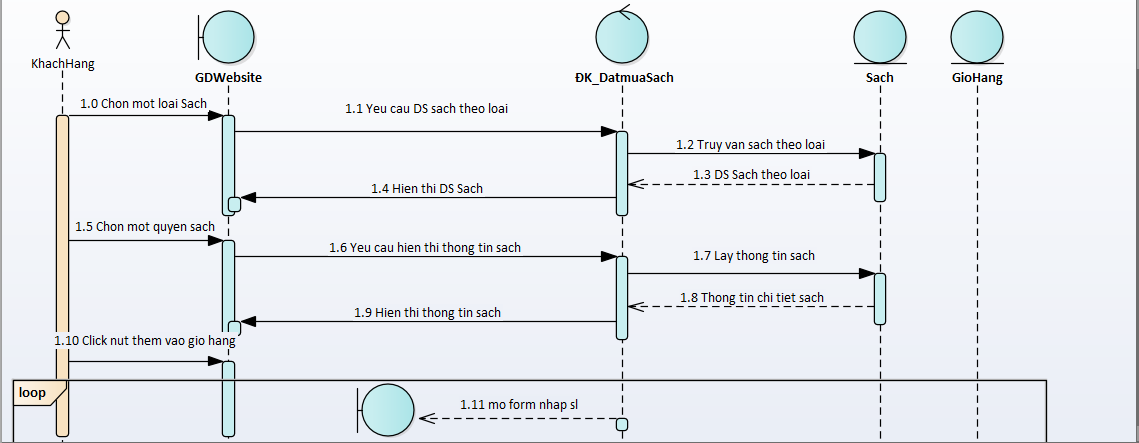 KhachHang
GDWebsite
ĐK_DatmuaSach
Sach
GioHang
1.0 Chon mot loai Sach
1.1 Yeu cau DS sach theo loai
1.2 Truy van sach theo loai
1.3 DS Sach theo loai
1.4 Hien thi DS Sach
1.5 Chon mot quyen sach
1.6 Yeu cau hien thi thong tin sach
1.7 Lay thong tin sach
1.8 Thong tin chi tiet sach
1.9 Hien thi thong tin sach
1.10 Click nut them vao gio hang
loop
1.11 mo form nhap sl